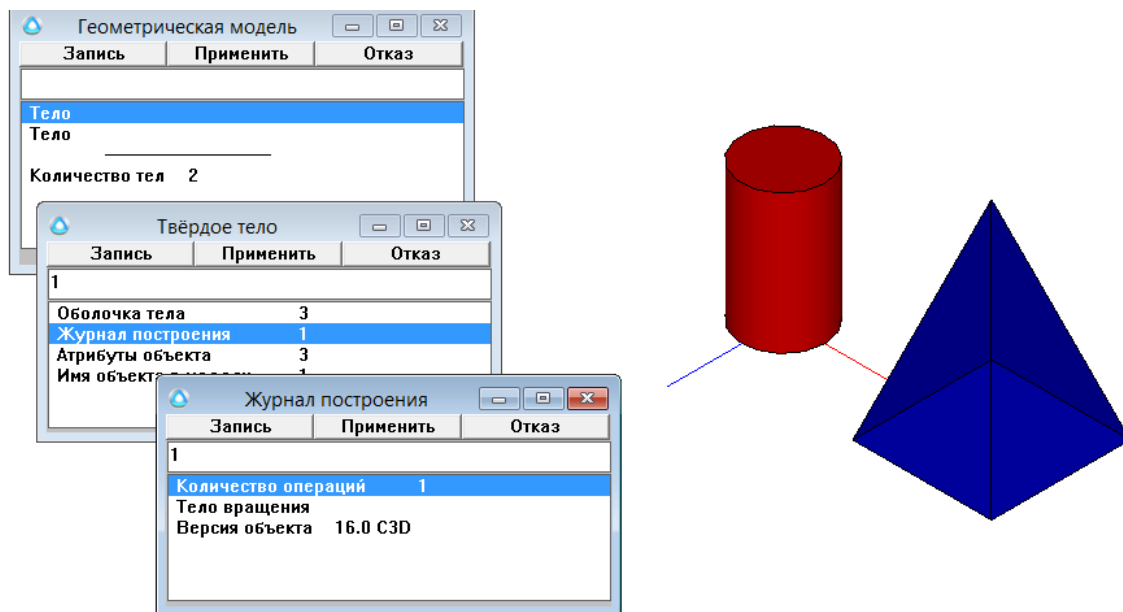 Геометрическая модель
Запись Применить Отказ
Тело
Тело
Количество тел 2
Твёрдое тело
Запись Применить Отказ
1
Оболочка тела 3
Журнал построения 1
Атрибуты объекта 3
Имя объекта
Журнал построения
Запись Применить Отказ
1
Количество операций 1
Тело вращения
Версия объекта 16.0 C3D